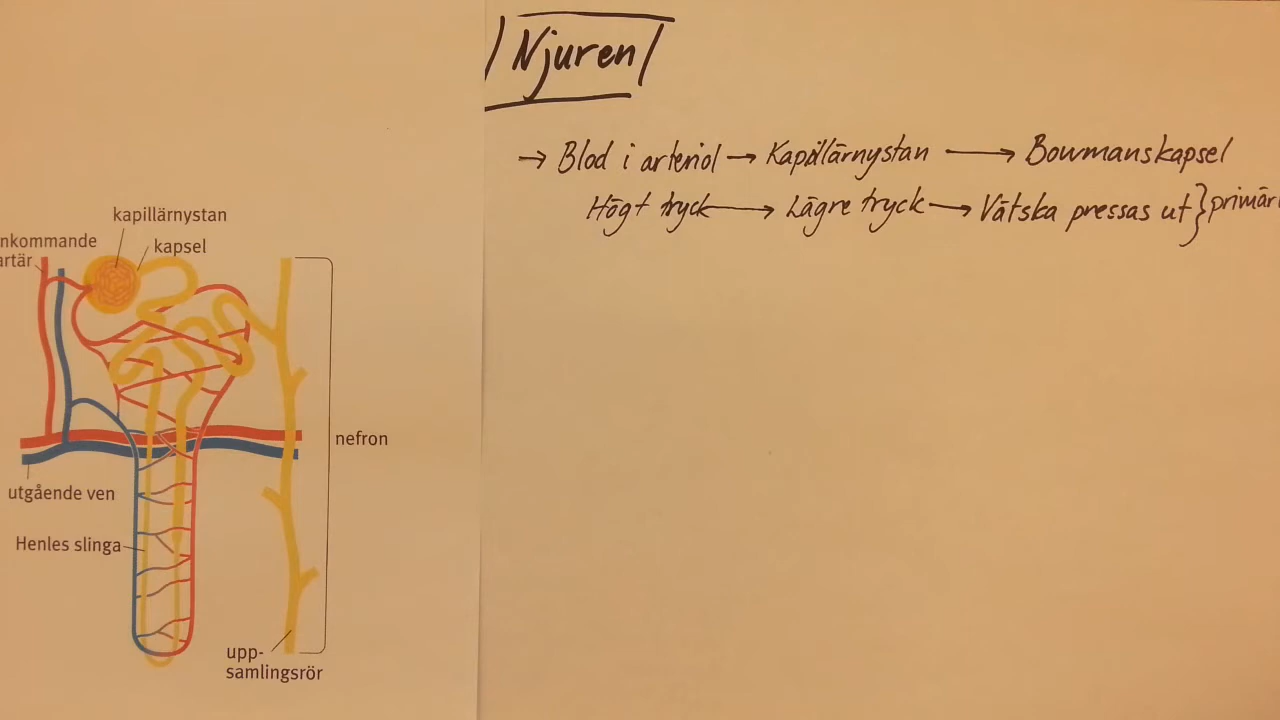 Njuren
→ Blod i arteriol → Kapillärnystan → Bowmanskapsel
Högt tryck → Lägre tryck → Vätska pressas ut } primär
kapillärnystan
nkommande
artär
kapsel
nefron
utgående ven
Henles slinga
upp-
samlingsrör